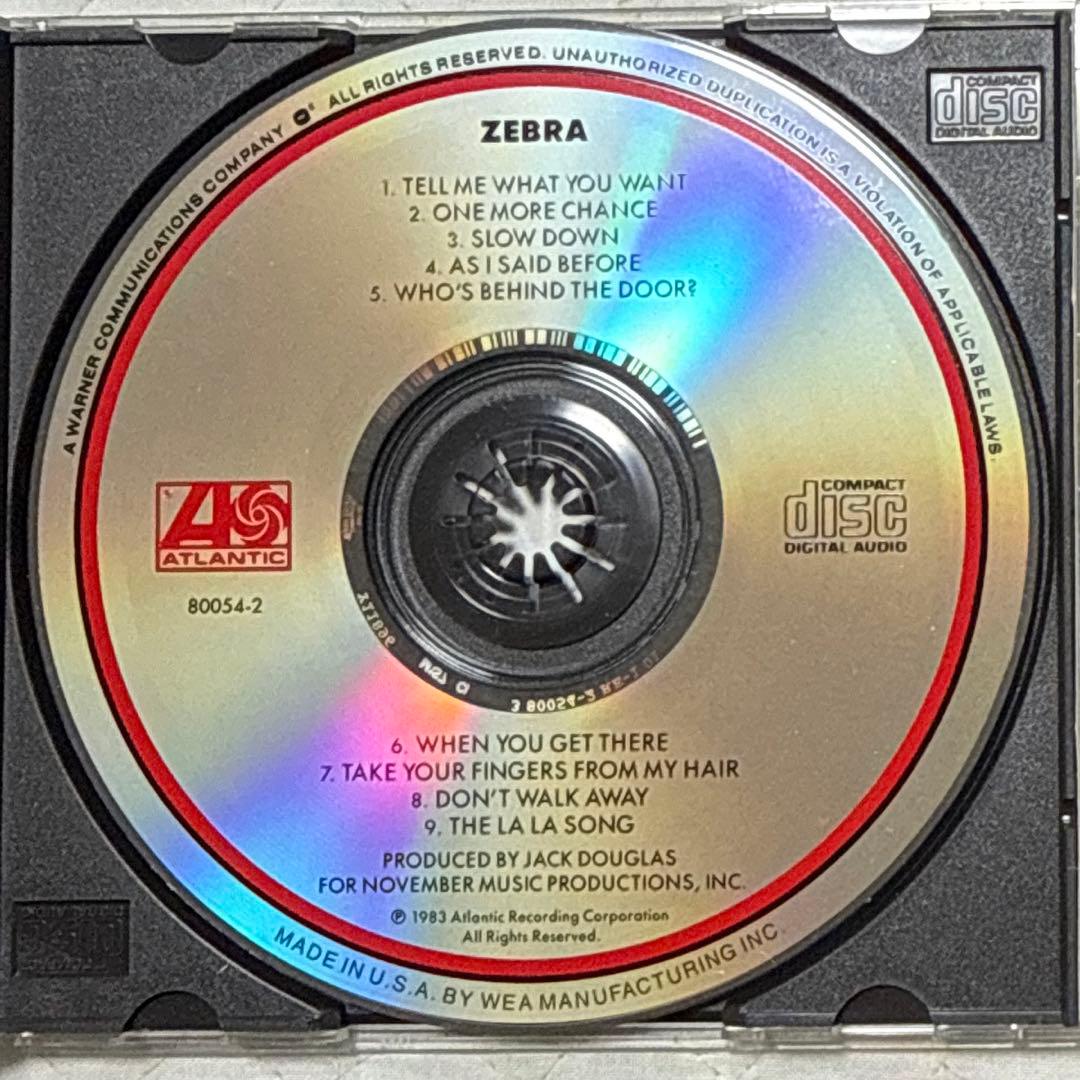 A WARNER COMMUNICATIONS COMPANY ALL RIGHTS RESERVED. UNAUTHORIZED DUPLICATION IS A VIOLATION OF APPLICABLE LAWS.
COMPACT
disc
DIGITAL AUDIO
ZEBRA
1. TELL ME WHAT YOU WANT
2. ONE MORE CHANCE
3. SLOW DOWN
4. AS I SAID BEFORE
5. WHO'S BEHIND THE DOOR?
ATLANTIC
80054-2
COMPACT
disc
DIGITAL AUDIO
6. WHEN YOU GET THERE
7. TAKE YOUR FINGERS FROM MY HAIR
8. DON'T WALK AWAY
9. THE LA LA SONG
PRODUCED BY JACK DOUGLAS
FOR NOVEMBER MUSIC PRODUCTIONS, INC.
℗ 1983 Atlantic Recording Corporation
All Rights Reserved.
MADE IN U.S.A. BY WEA MANUFACTURING INC.